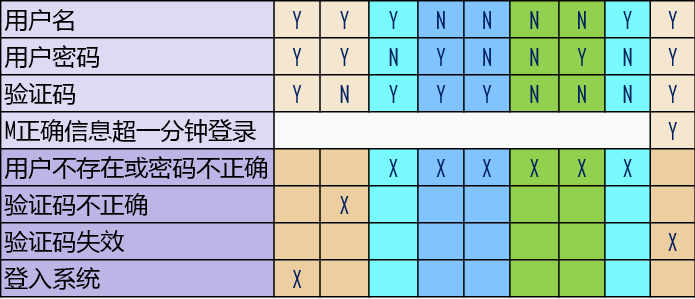 用户名 Y Y Y N N N N Y Y
用户密码 Y Y N Y N N Y N Y
验证码 Y N Y Y Y N N N Y
M正确信息超一分钟登录 Y
用户不存在或密码不正确 X X X X X X
验证码不正确 X
验证码失效 X
登入系统 X